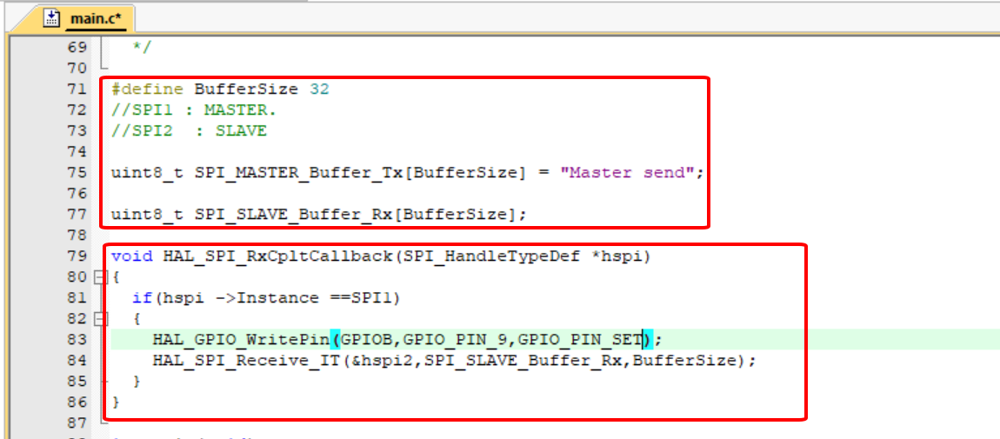 main.c*
69 */
70
71 #define BufferSize 32
72 //SPI1 : MASTER.
73 //SPI2  : SLAVE
74
75 uint8_t SPI_MASTER_Buffer_Tx[BufferSize] = "Master send";
76
77 uint8_t SPI_SLAVE_Buffer_Rx[BufferSize];
78
79 void HAL_SPI_RxCpltCallback(SPI_HandleTypeDef *hspi)
80 {
81   if(hspi ->Instance ==SPI1)
82   {
83     HAL_GPIO_WritePin(GPIOB,GPIO_PIN_9,GPIO_PIN_SET);
84     HAL_SPI_Receive_IT(&hspi2,SPI_SLAVE_Buffer_Rx,BufferSize);
85   }
86 }
87